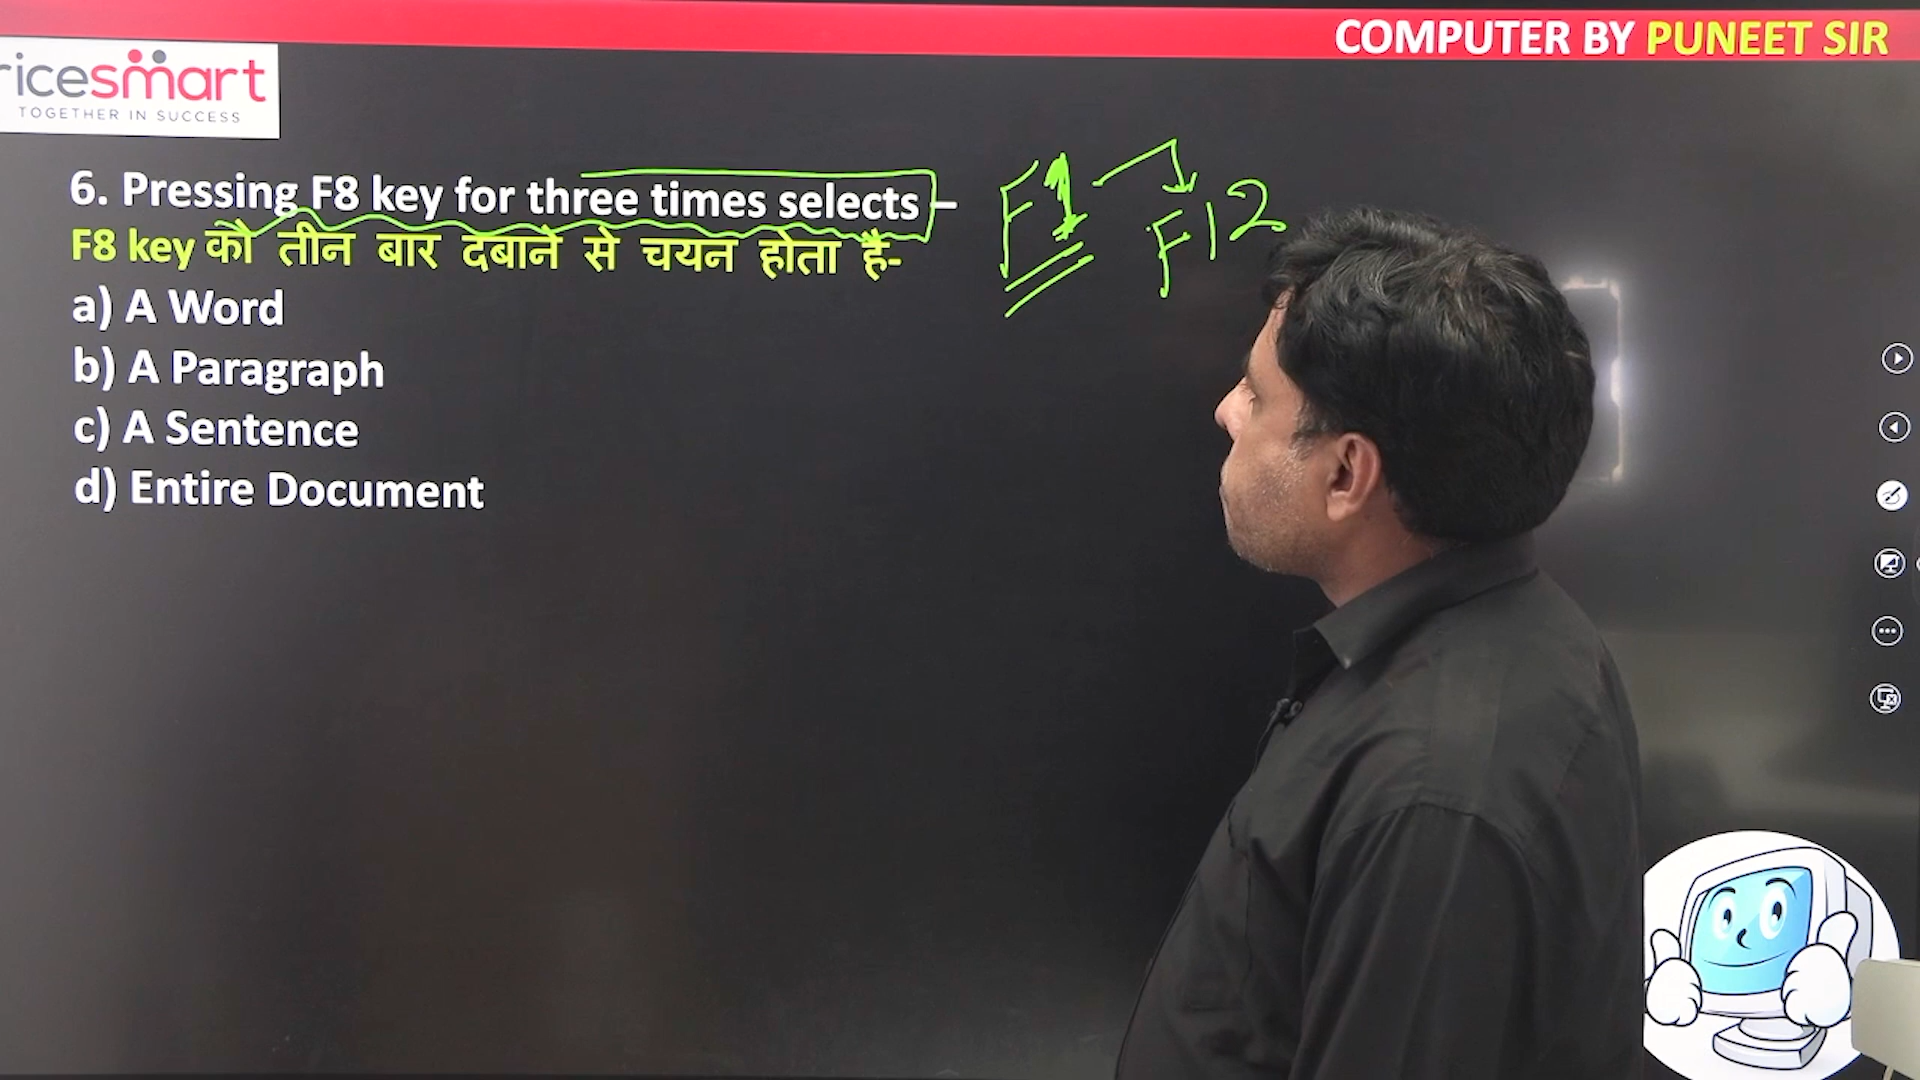 COMPUTER BY PUNEET SIR
ricesmart
TOGETHER IN SUCCESS
6. Pressing F8 key for three times selects –
F8 key को तीन बार दबाने से चयन होता है-
a) A Word
b) A Paragraph
c) A Sentence
d) Entire Document
F1
F12